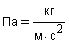 Па = кг / м · с²